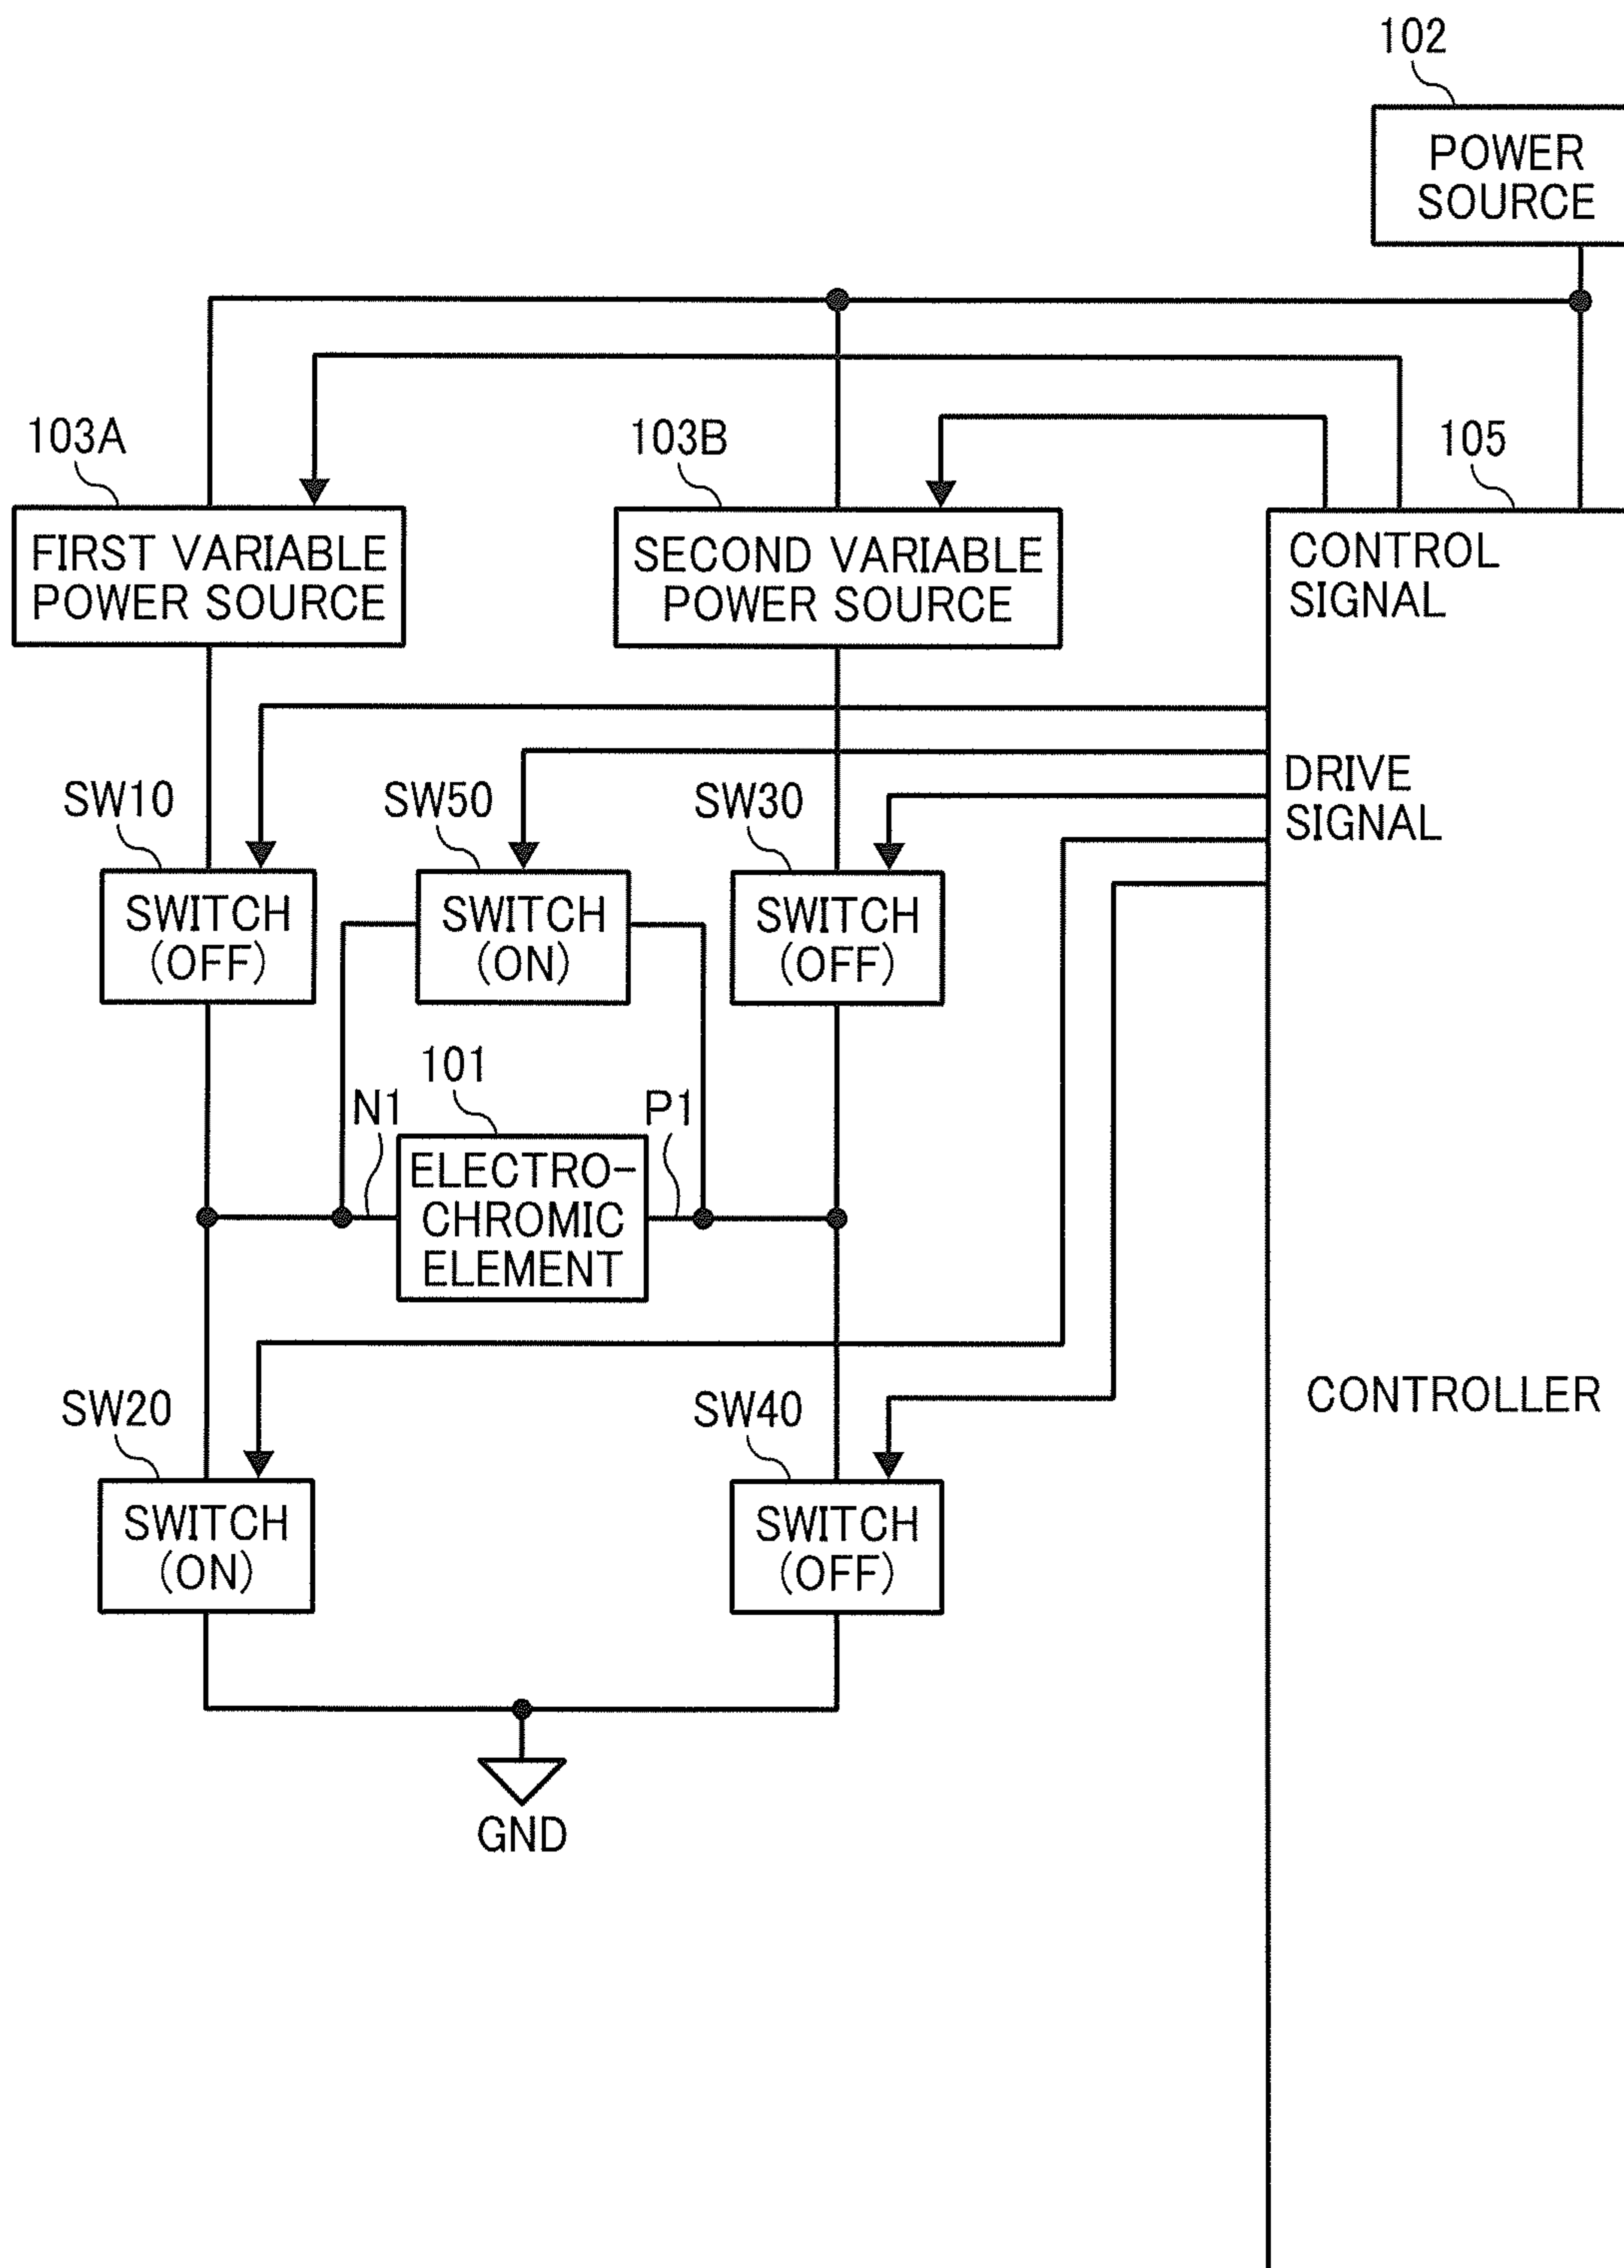 102
POWER
SOURCE
103A
103B
105
FIRST VARIABLE
POWER SOURCE
SECOND VARIABLE
POWER SOURCE
CONTROL
SIGNAL
DRIVE
SIGNAL
SW10
SW50
SW30
SWITCH
(OFF)
SWITCH
(ON)
SWITCH
(OFF)
101
N1
P1
ELECTRO-
CHROMIC
ELEMENT
CONTROLLER
SW20
SW40
SWITCH
(ON)
SWITCH
(OFF)
GND